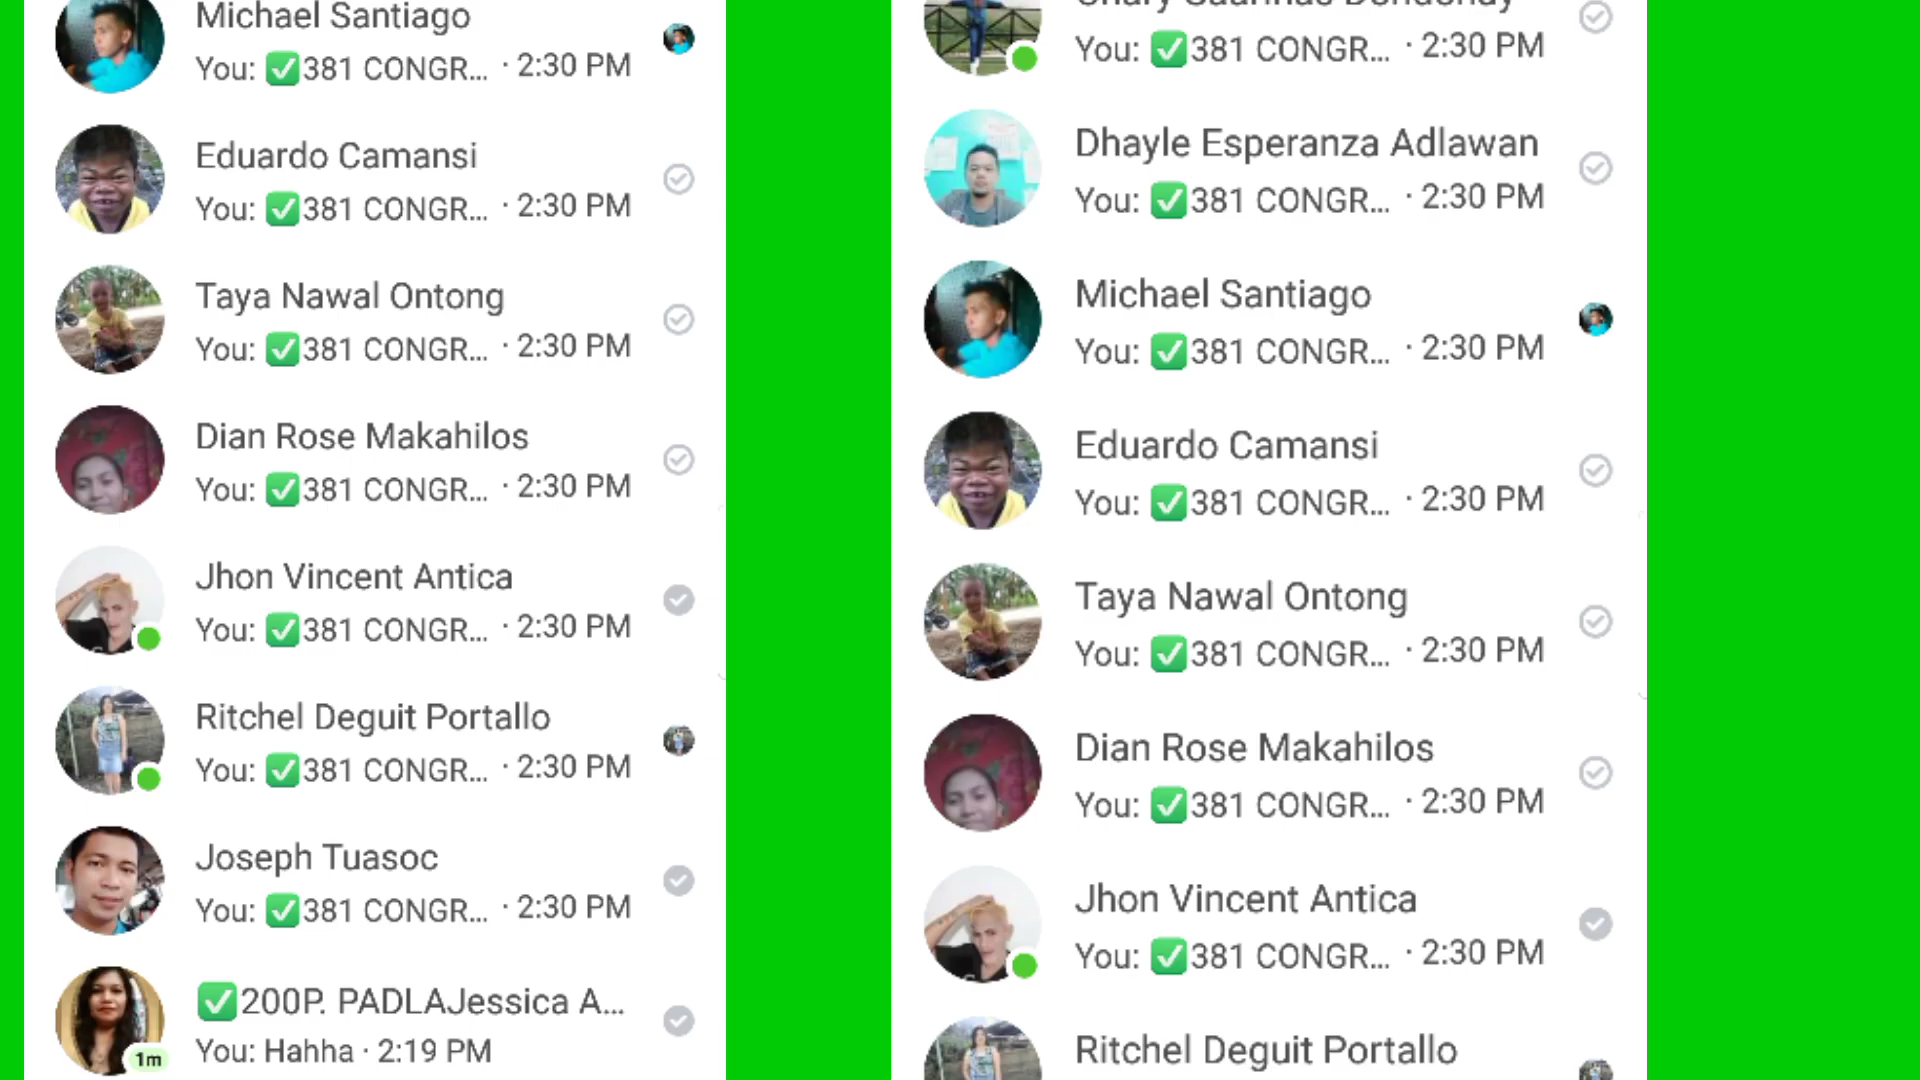 Michael Santiago
You: ✅381 CONGR... · 2:30 PM
Eduardo Camansi
You: ✅381 CONGR... · 2:30 PM
Taya Nawal Ontong
You: ✅381 CONGR... · 2:30 PM
Dian Rose Makahilos
You: ✅381 CONGR... · 2:30 PM
Jhon Vincent Antica
You: ✅381 CONGR... · 2:30 PM
Ritchel Deguit Portallo
You: ✅381 CONGR... · 2:30 PM
Joseph Tuasoc
You: ✅381 CONGR... · 2:30 PM
✅200P. PADLAJessica A...
1m
You: Hahha · 2:19 PM
You: ✅381 CONGR... · 2:30 PM
Dhayle Esperanza Adlawan
You: ✅381 CONGR... · 2:30 PM
Michael Santiago
You: ✅381 CONGR... · 2:30 PM
Eduardo Camansi
You: ✅381 CONGR... · 2:30 PM
Taya Nawal Ontong
You: ✅381 CONGR... · 2:30 PM
Dian Rose Makahilos
You: ✅381 CONGR... · 2:30 PM
Jhon Vincent Antica
You: ✅381 CONGR... · 2:30 PM
Ritchel Deguit Portallo